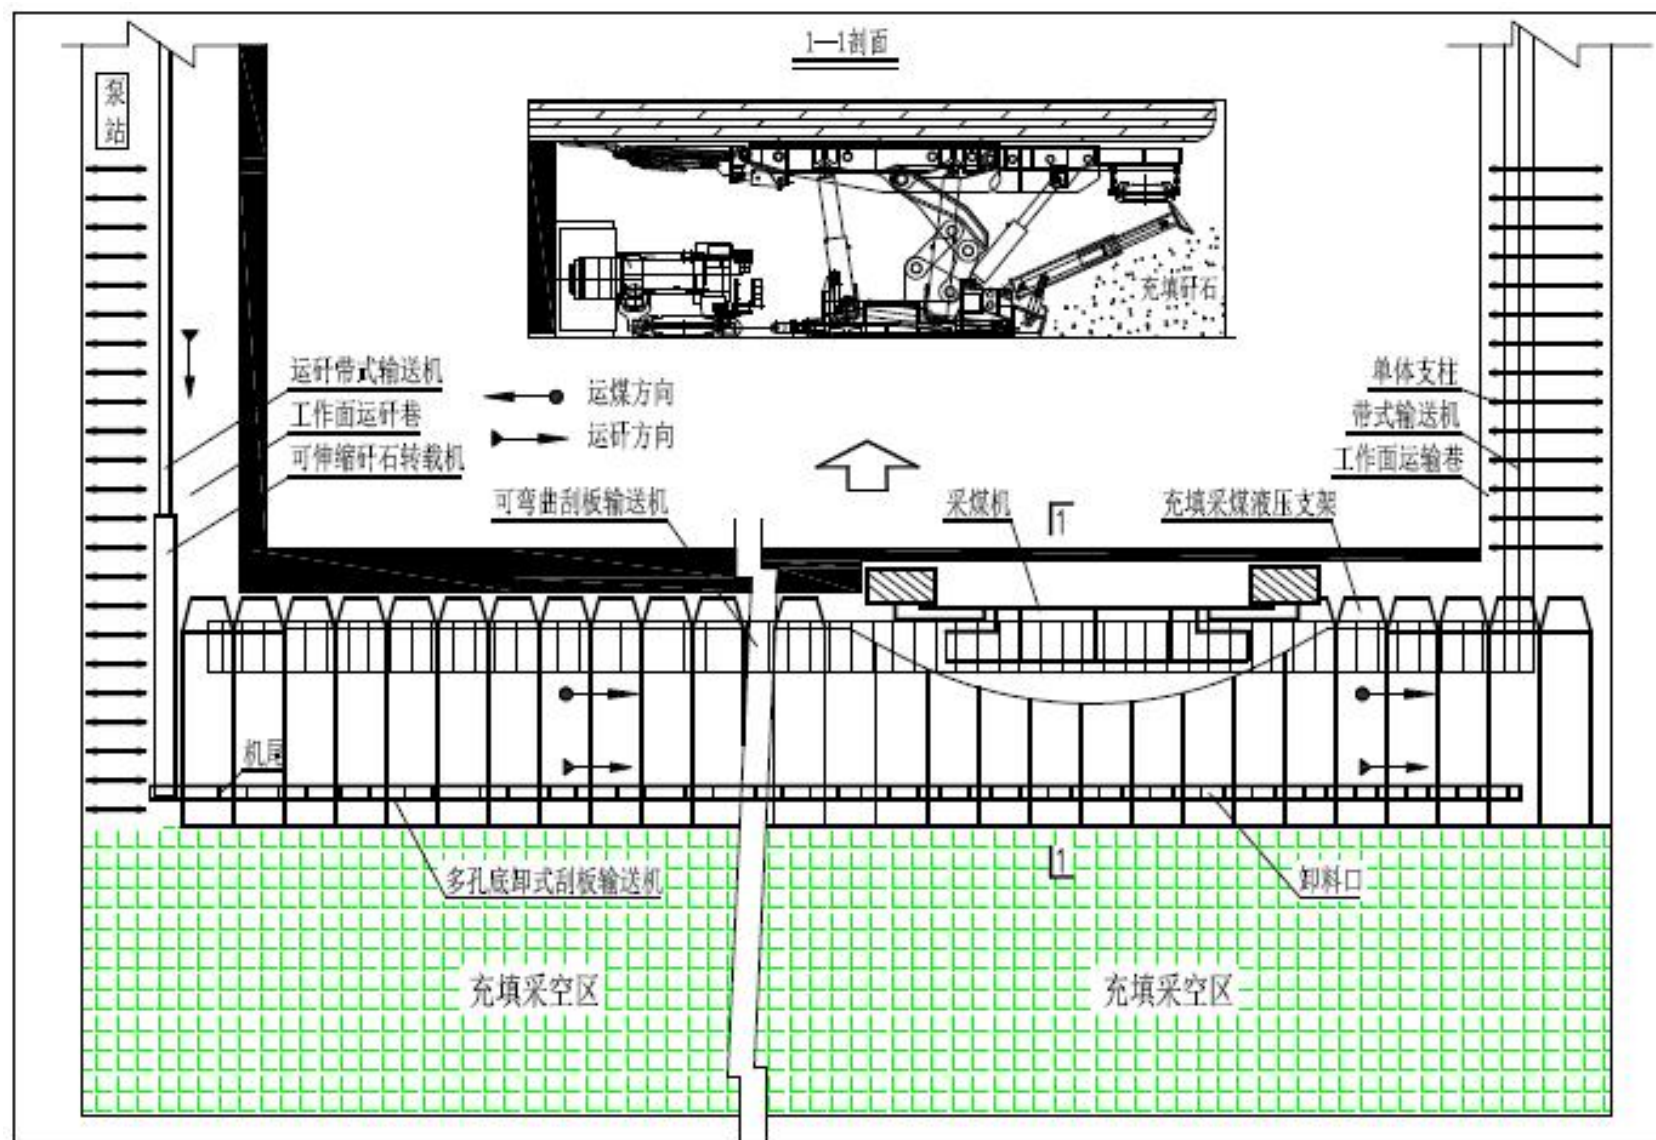 1—1剖面
泵
站
充填矸石
运矸带式输送机
工作面运矸巷
可伸缩矸石转载机
运煤方向
运矸方向
单体支柱
带式输送机
工作面运输巷
可弯曲刮板输送机
采煤机
1
充填采煤液压支架
机尾
多孔底卸式刮板输送机
1
卸料口
充填采空区
充填采空区